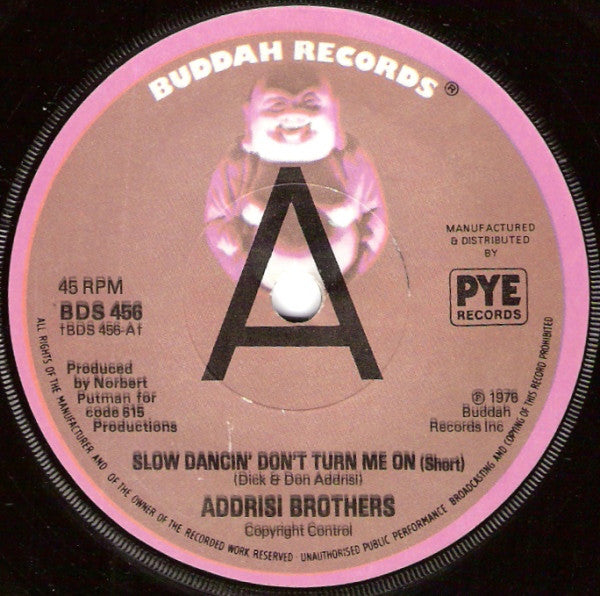 BUDDAH RECORDS®
A
MANUFACTURED
& DISTRIBUTED
BY
PYE
RECORDS
45 RPM
BDS 456
†BDS 456-A†
Produced
by Norbert
Putman for
code 615
Productions
℗ 1976
Buddah
Records Inc
SLOW DANCIN' DON'T TURN ME ON (Short)
(Dick & Don Addrisi)
ADDRISI BROTHERS
Copyright Control
ALL RIGHTS OF THE MANUFACTURER AND OF THE OWNER OF THE RECORDED WORK RESERVED · UNAUTHORISED PUBLIC PERFORMANCE BROADCASTING AND COPYING OF THIS RECORD PROHIBITED